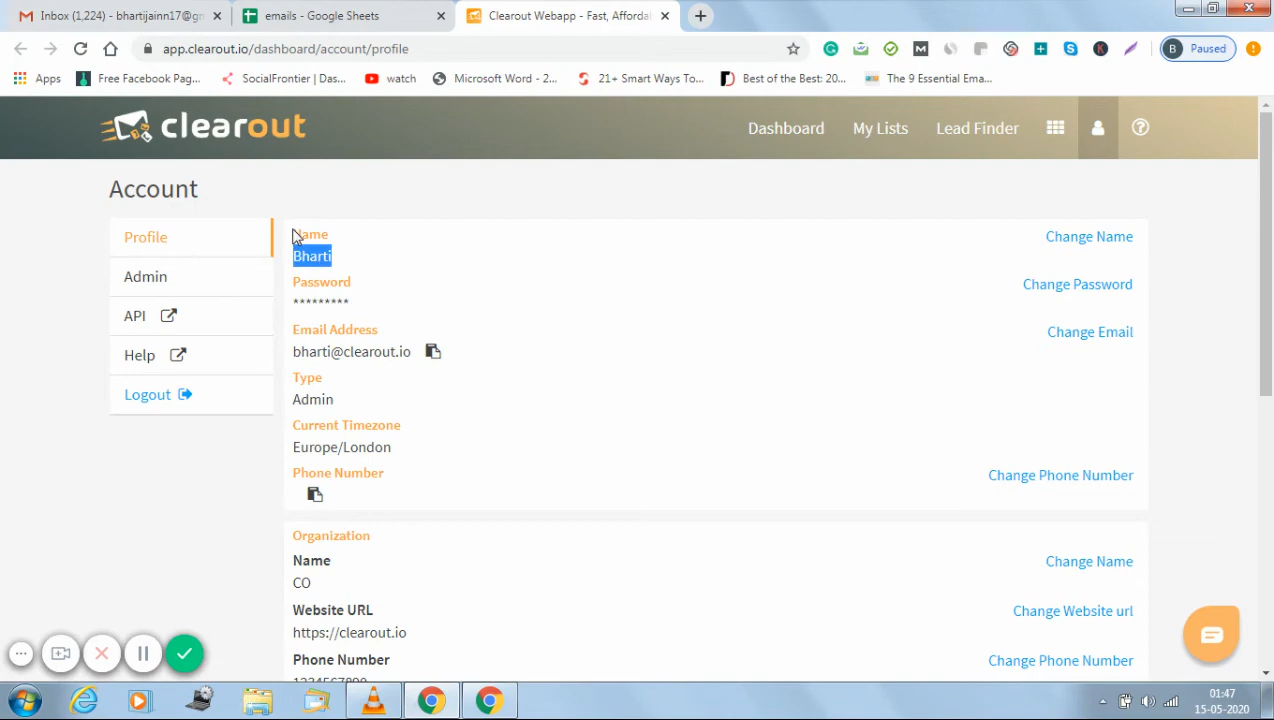 Inbox (1,224) - bhartijainn17@gm
emails - Google Sheets
Clearout Webapp - Fast, Afforda
app.clearout.io/dashboard/account/profile
B Paused
Apps
Free Facebook Pag...
SocialFrontier | Das...
watch
Microsoft Word - 2...
21+ Smart Ways To...
Best of the Best: 20...
The 9 Essential Ema...
clearout
Dashboard
My Lists
Lead Finder
Account
Profile
Admin
API
Help
Logout
Name
Change Name
Bharti
Password
Change Password
*********
Email Address
Change Email
bharti@clearout.io
Type
Admin
Current Timezone
Europe/London
Phone Number
Change Phone Number
Organization
Name
Change Name
CO
Website URL
Change Website url
https://clearout.io
Phone Number
Change Phone Number
1234567890
01:47
15-05-2020